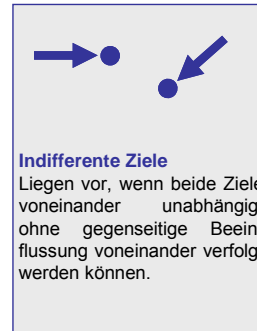 Indifferente Ziele
Liegen vor, wenn beide Ziele
voneinander unabhängig
ohne gegenseitige Beein
flussung voneinander verfolg
werden können.